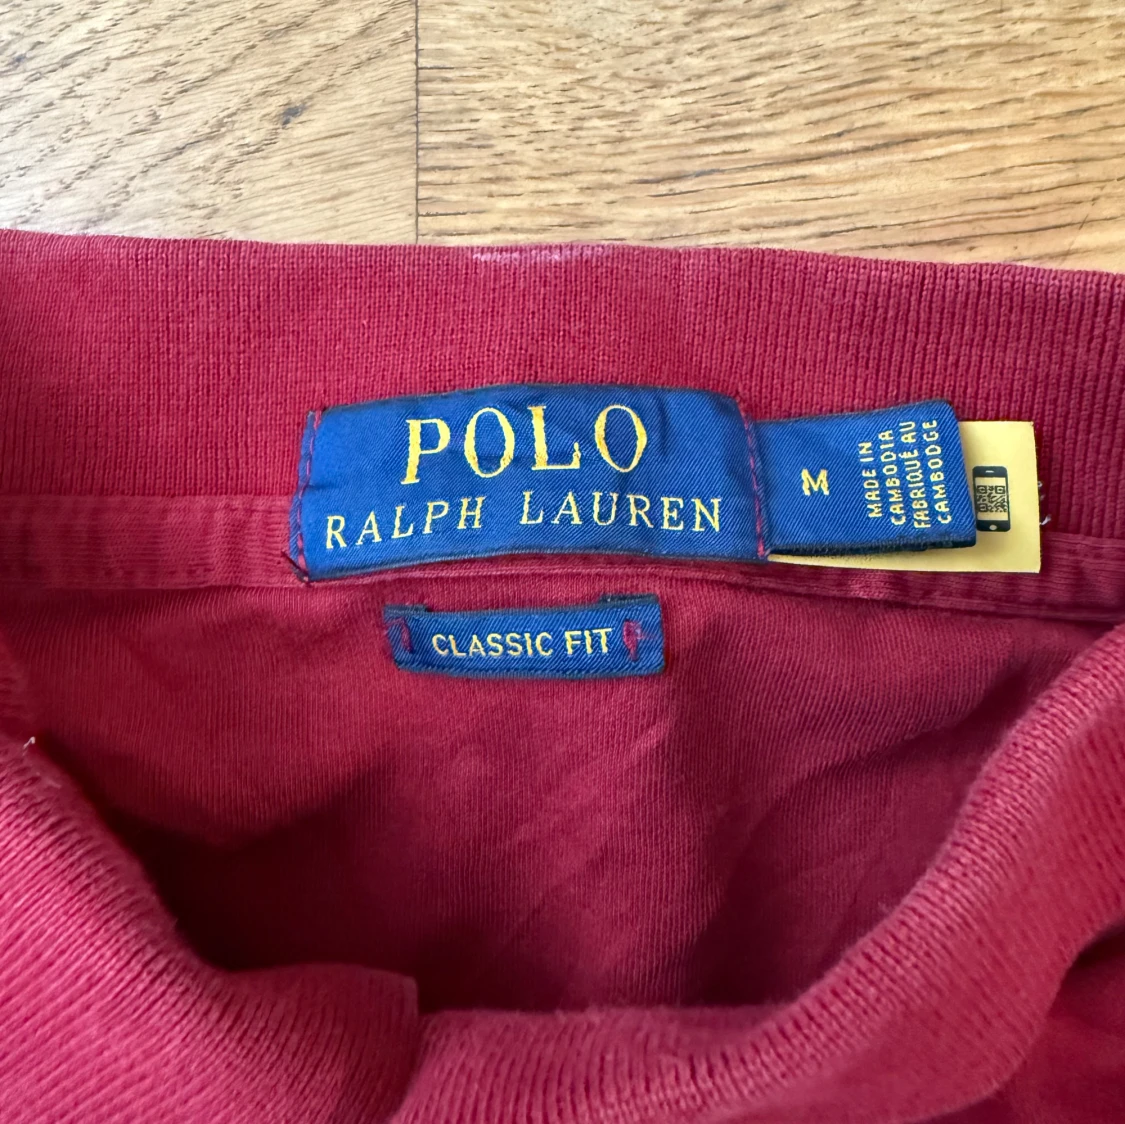 POLO
RALPH LAUREN
M
MADE IN
CAMBODIA
FABRIQUÉ AU
CAMBODGE
CLASSIC FIT